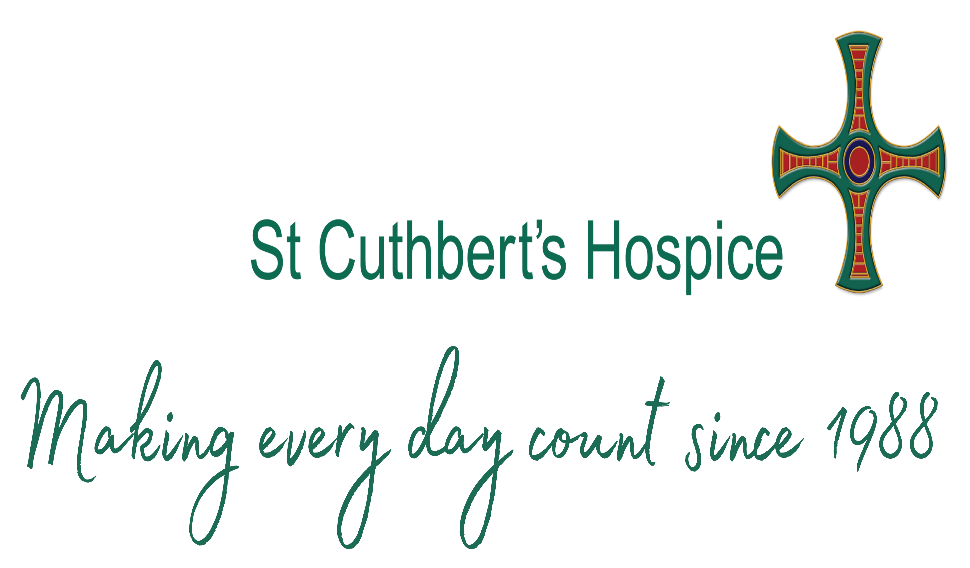 St Cuthbert’s Hospice
Making every day count since 1988